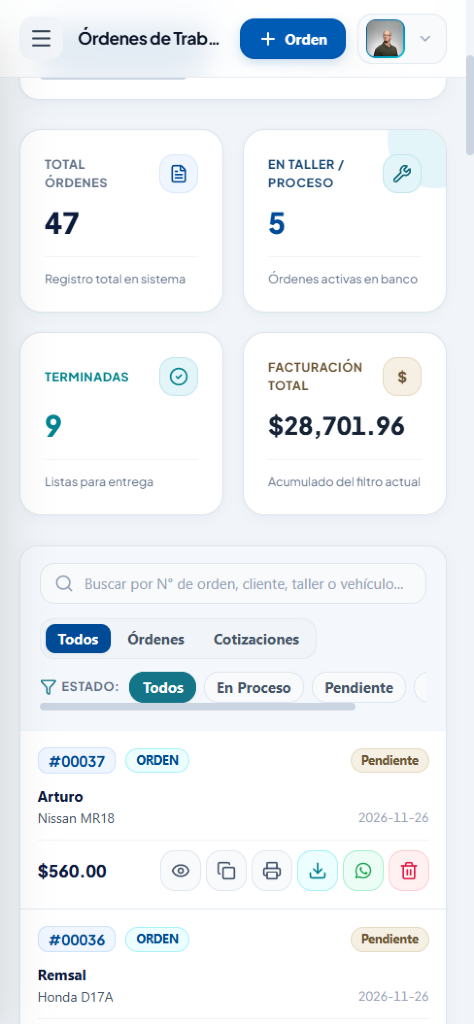 Órdenes de Trab...
+ Orden
TOTAL
ÓRDENES
47
Registro total en sistema
EN TALLER /
PROCESO
5
Órdenes activas en banco
TERMINADAS
9
Listas para entrega
FACTURACIÓN
TOTAL
$
$28,701.96
Acumulado del filtro actual
Buscar por N° de orden, cliente, taller o vehículo...
Todos Órdenes Cotizaciones
ESTADO: Todos En Proceso Pendiente
#00037 ORDEN Pendiente
Arturo
Nissan MR18 2026-11-26
$560.00
#00036 ORDEN Pendiente
Remsal
Honda D17A 2026-11-26